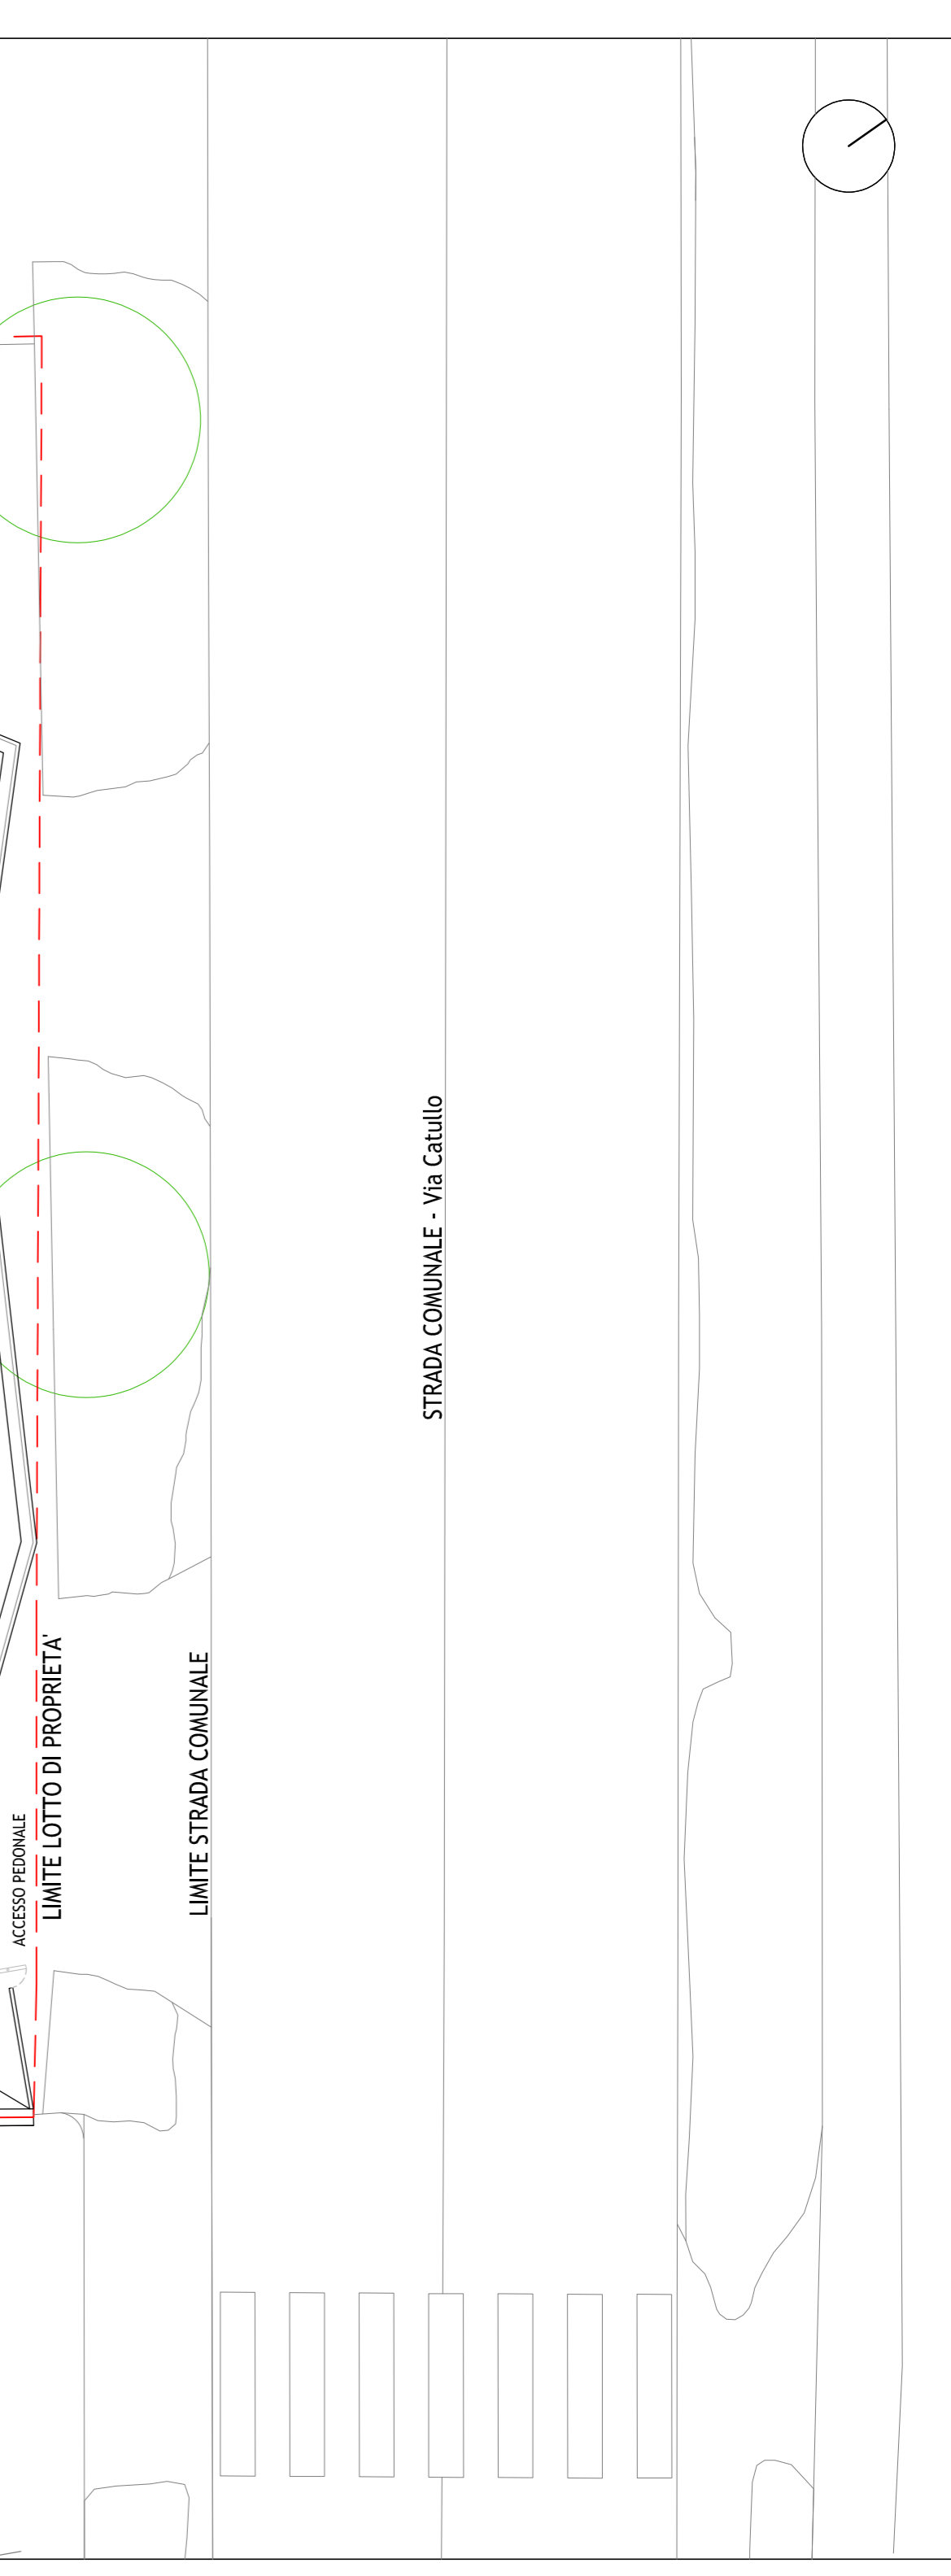 STRADA COMUNALE - Via Catullo
LIMITE LOTTO DI PROPRIETA'
LIMITE STRADA COMUNALE
ACCESSO PEDONALE